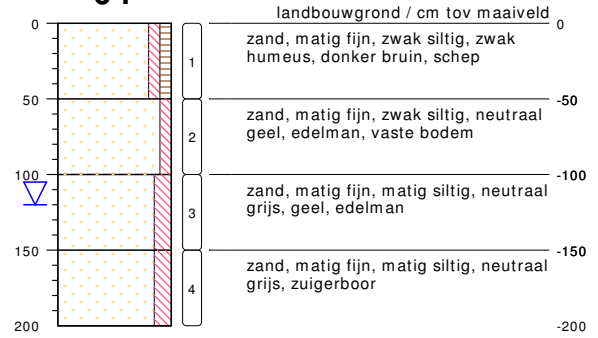 landbouwgrond / cm tov maaiveld
0
0
zand, matig fijn, zwak siltig, zwak
humeus, donker bruin, schep
1
50
-50
zand, matig fijn, zwak siltig, neutraal
geel, edelman, vaste bodem
2
100
-100
zand, matig fijn, matig siltig, neutraal
grijs, geel, edelman
3
150
-150
zand, matig fijn, matig siltig, neutraal
grijs, zuigerboor
4
200
-200